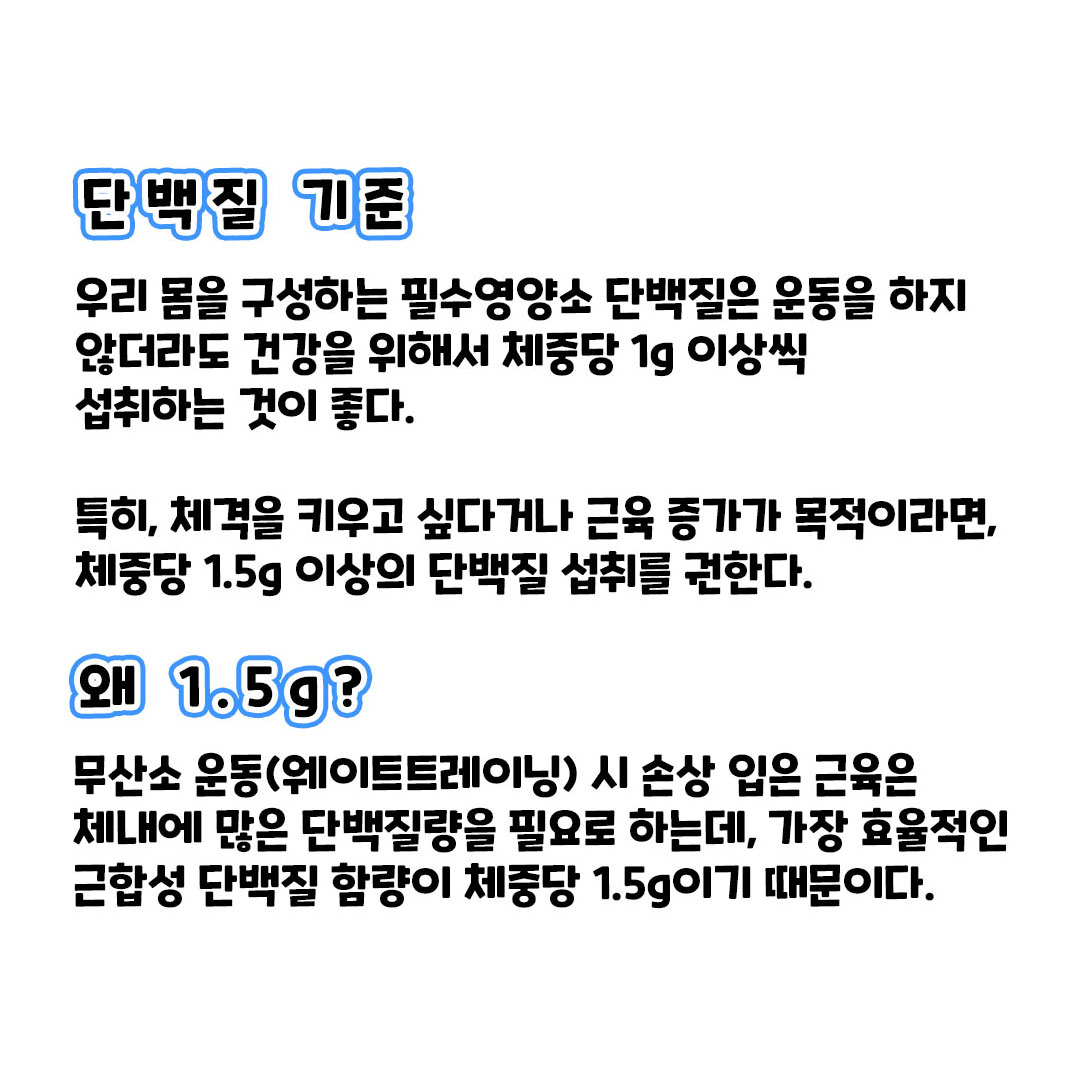 단백질 기준
우리 몸을 구성하는 필수영양소 단백질은 운동을 하지
않더라도 건강을 위해서 체중당 1g 이상씩
섭취하는 것이 좋다.
특히, 체격을 키우고 싶다거나 근육 증가가 목적이라면,
체중당 1.5g 이상의 단백질 섭취를 권한다.
왜 1.5g?
무산소 운동(웨이트트레이닝) 시 손상 입은 근육은
체내에 많은 단백질량을 필요로 하는데, 가장 효율적인
근합성 단백질 함량이 체중당 1.5g이기 때문이다.